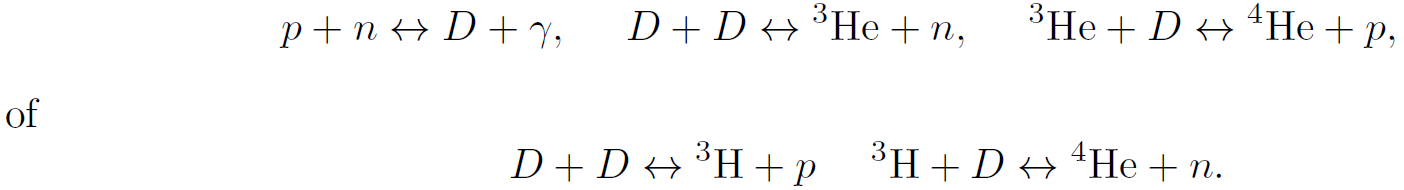 p + n ↔ D + γ, D + D ↔ ³He + n, ³He + D ↔ ⁴He + p,
of
D + D ↔ ³H + p ³H + D ↔ ⁴He + n.